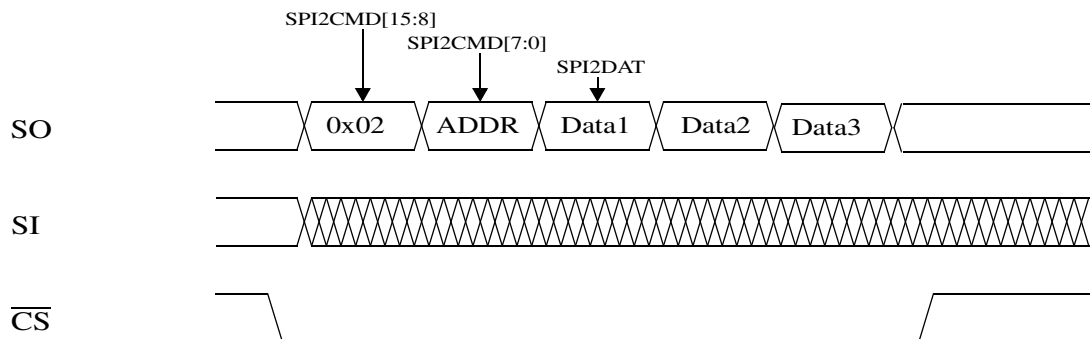 SPI2CMD[15:8]
SPI2CMD[7:0]
SPI2DAT
SO 0x02 ADDR Data1 Data2 Data3
SI
CS